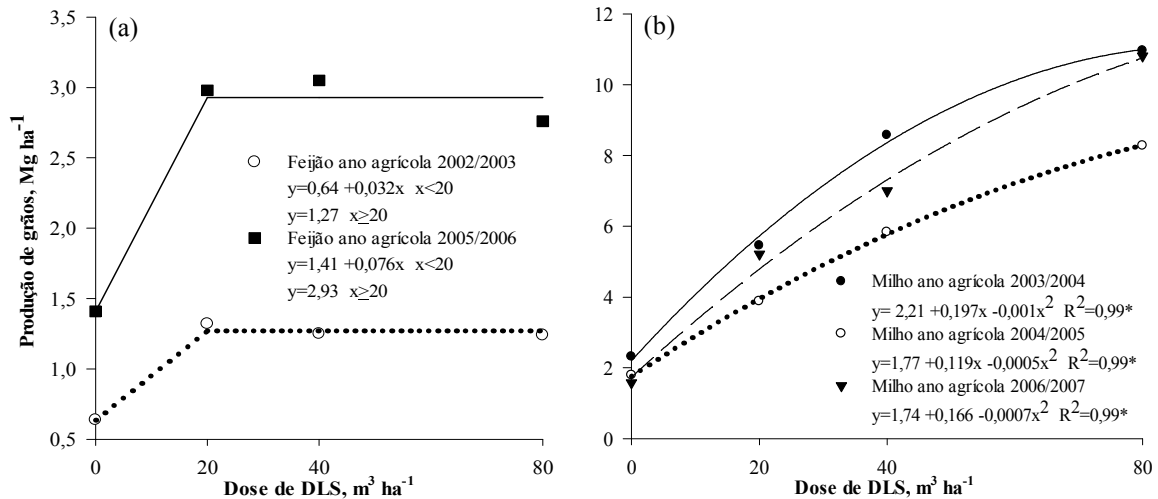 (a)
Produção de grãos, Mg ha⁻¹
3,5
3,0
2,5
2,0
1,5
1,0
0,5
Feijão ano agrícola 2002/2003
y=0,64 +0,032x x<20
y=1,27 x≥20
Feijão ano agrícola 2005/2006
y=1,41 +0,076x x<20
y=2,93 x≥20
0 20 40 80
Dose de DLS, m³ ha⁻¹
(b)
12
10
8
6
4
2
0
Milho ano agrícola 2003/2004
y= 2,21 +0,197x -0,001x² R²=0,99*
Milho ano agrícola 2004/2005
y=1,77 +0,119x -0,0005x² R²=0,99*
Milho ano agrícola 2006/2007
y=1,74 +0,166 -0,0007x² R²=0,99*
0 20 40 80
Dose de DLS, m³ ha⁻¹